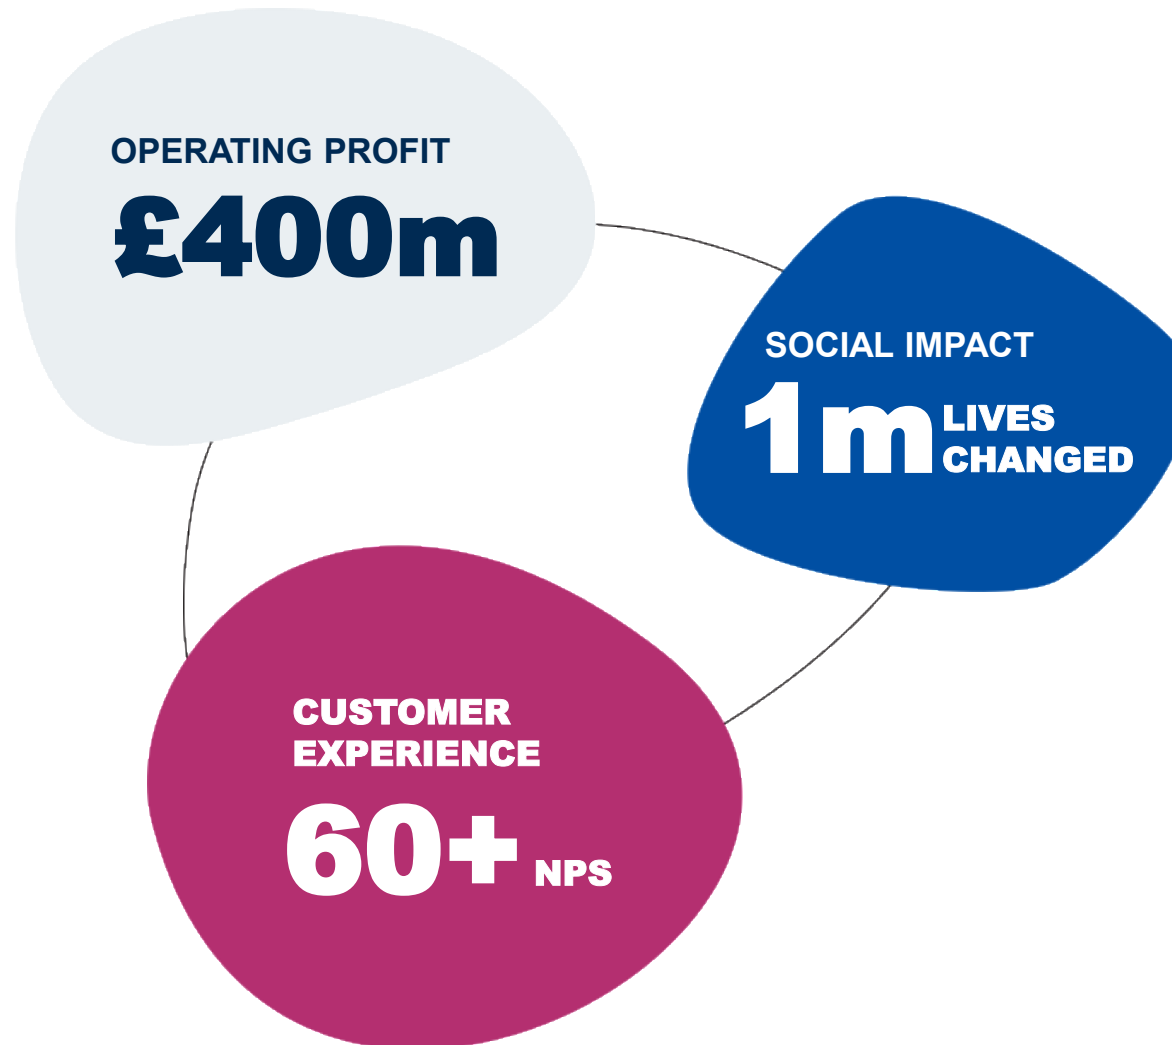 OPERATING PROFIT
£400m
SOCIAL IMPACT
1m LIVES
CHANGED
CUSTOMER
EXPERIENCE
60+ NPS